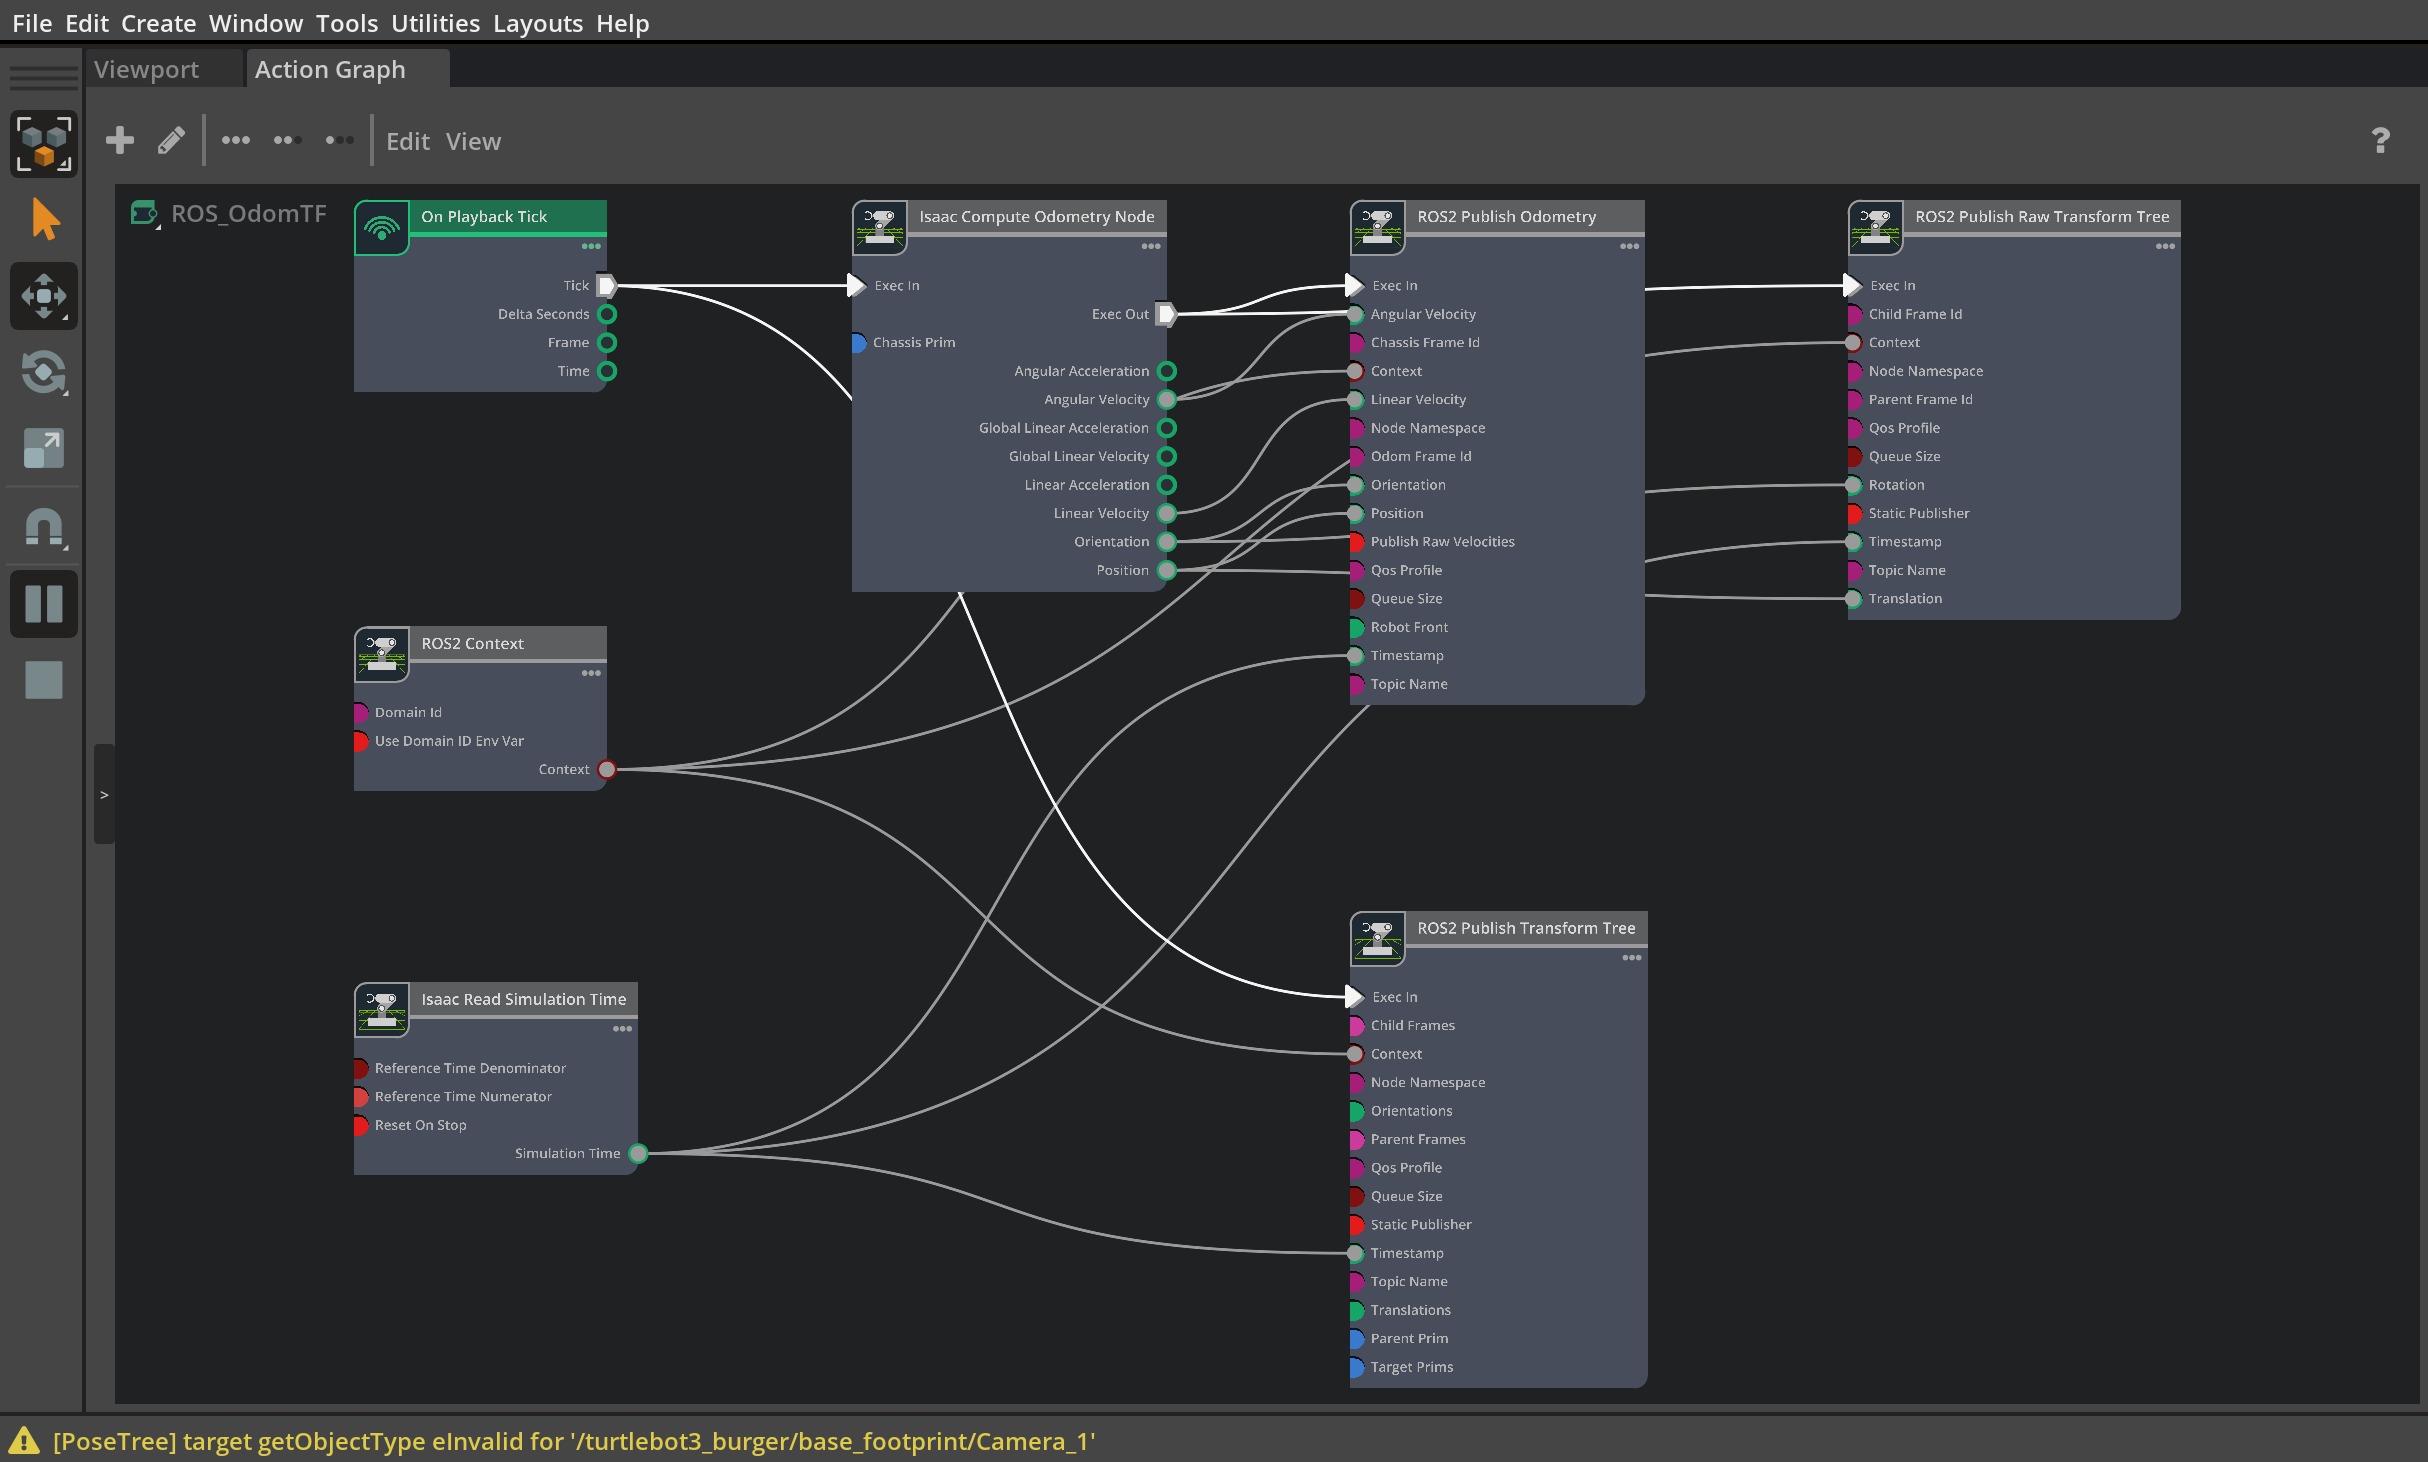 File Edit Create Window Tools Utilities Layouts Help
Viewport
Action Graph
Edit View
?
ROS_OdomTF
On Playback Tick
Tick
Delta Seconds
Frame
Time
Isaac Compute Odometry Node
Exec In
Exec Out
Chassis Prim
Angular Acceleration
Angular Velocity
Global Linear Acceleration
Global Linear Velocity
Linear Acceleration
Linear Velocity
Orientation
Position
ROS2 Publish Odometry
Exec In
Angular Velocity
Chassis Frame Id
Context
Linear Velocity
Node Namespace
Odom Frame Id
Orientation
Position
Publish Raw Velocities
Qos Profile
Queue Size
Robot Front
Timestamp
Topic Name
ROS2 Publish Raw Transform Tree
Exec In
Child Frame Id
Context
Node Namespace
Parent Frame Id
Qos Profile
Queue Size
Rotation
Static Publisher
Timestamp
Topic Name
Translation
ROS2 Context
Domain Id
Use Domain ID Env Var
Context
>
Isaac Read Simulation Time
Reference Time Denominator
Reference Time Numerator
Reset On Stop
Simulation Time
ROS2 Publish Transform Tree
Exec In
Child Frames
Context
Node Namespace
Orientations
Parent Frames
Qos Profile
Queue Size
Static Publisher
Timestamp
Topic Name
Translations
Parent Prim
Target Prims
[PoseTree] target getObjectType eInvalid for '/turtlebot3_burger/base_footprint/Camera_1'